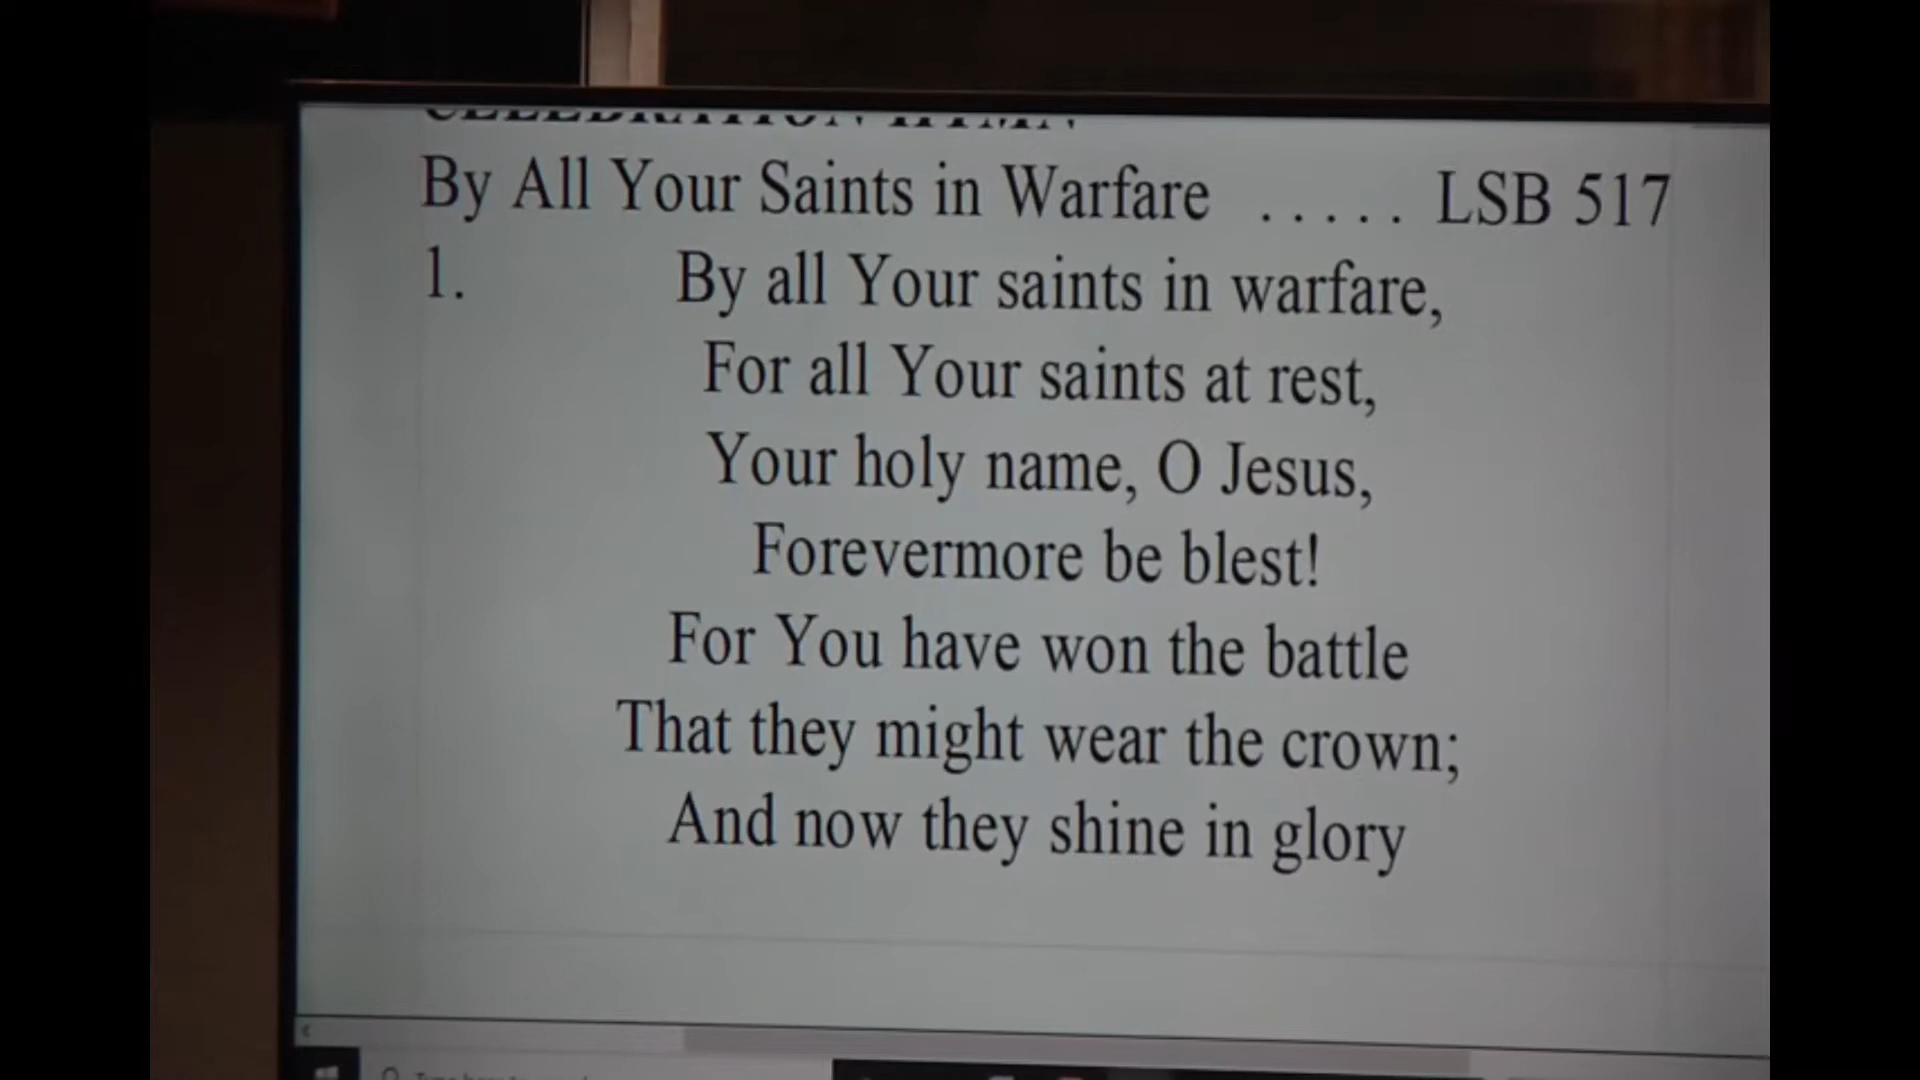 CELEBRATION HYMN
By All Your Saints in Warfare ..... LSB 517
1. By all Your saints in warfare,
For all Your saints at rest,
Your holy name, O Jesus,
Forevermore be blest!
For You have won the battle
That they might wear the crown;
And now they shine in glory